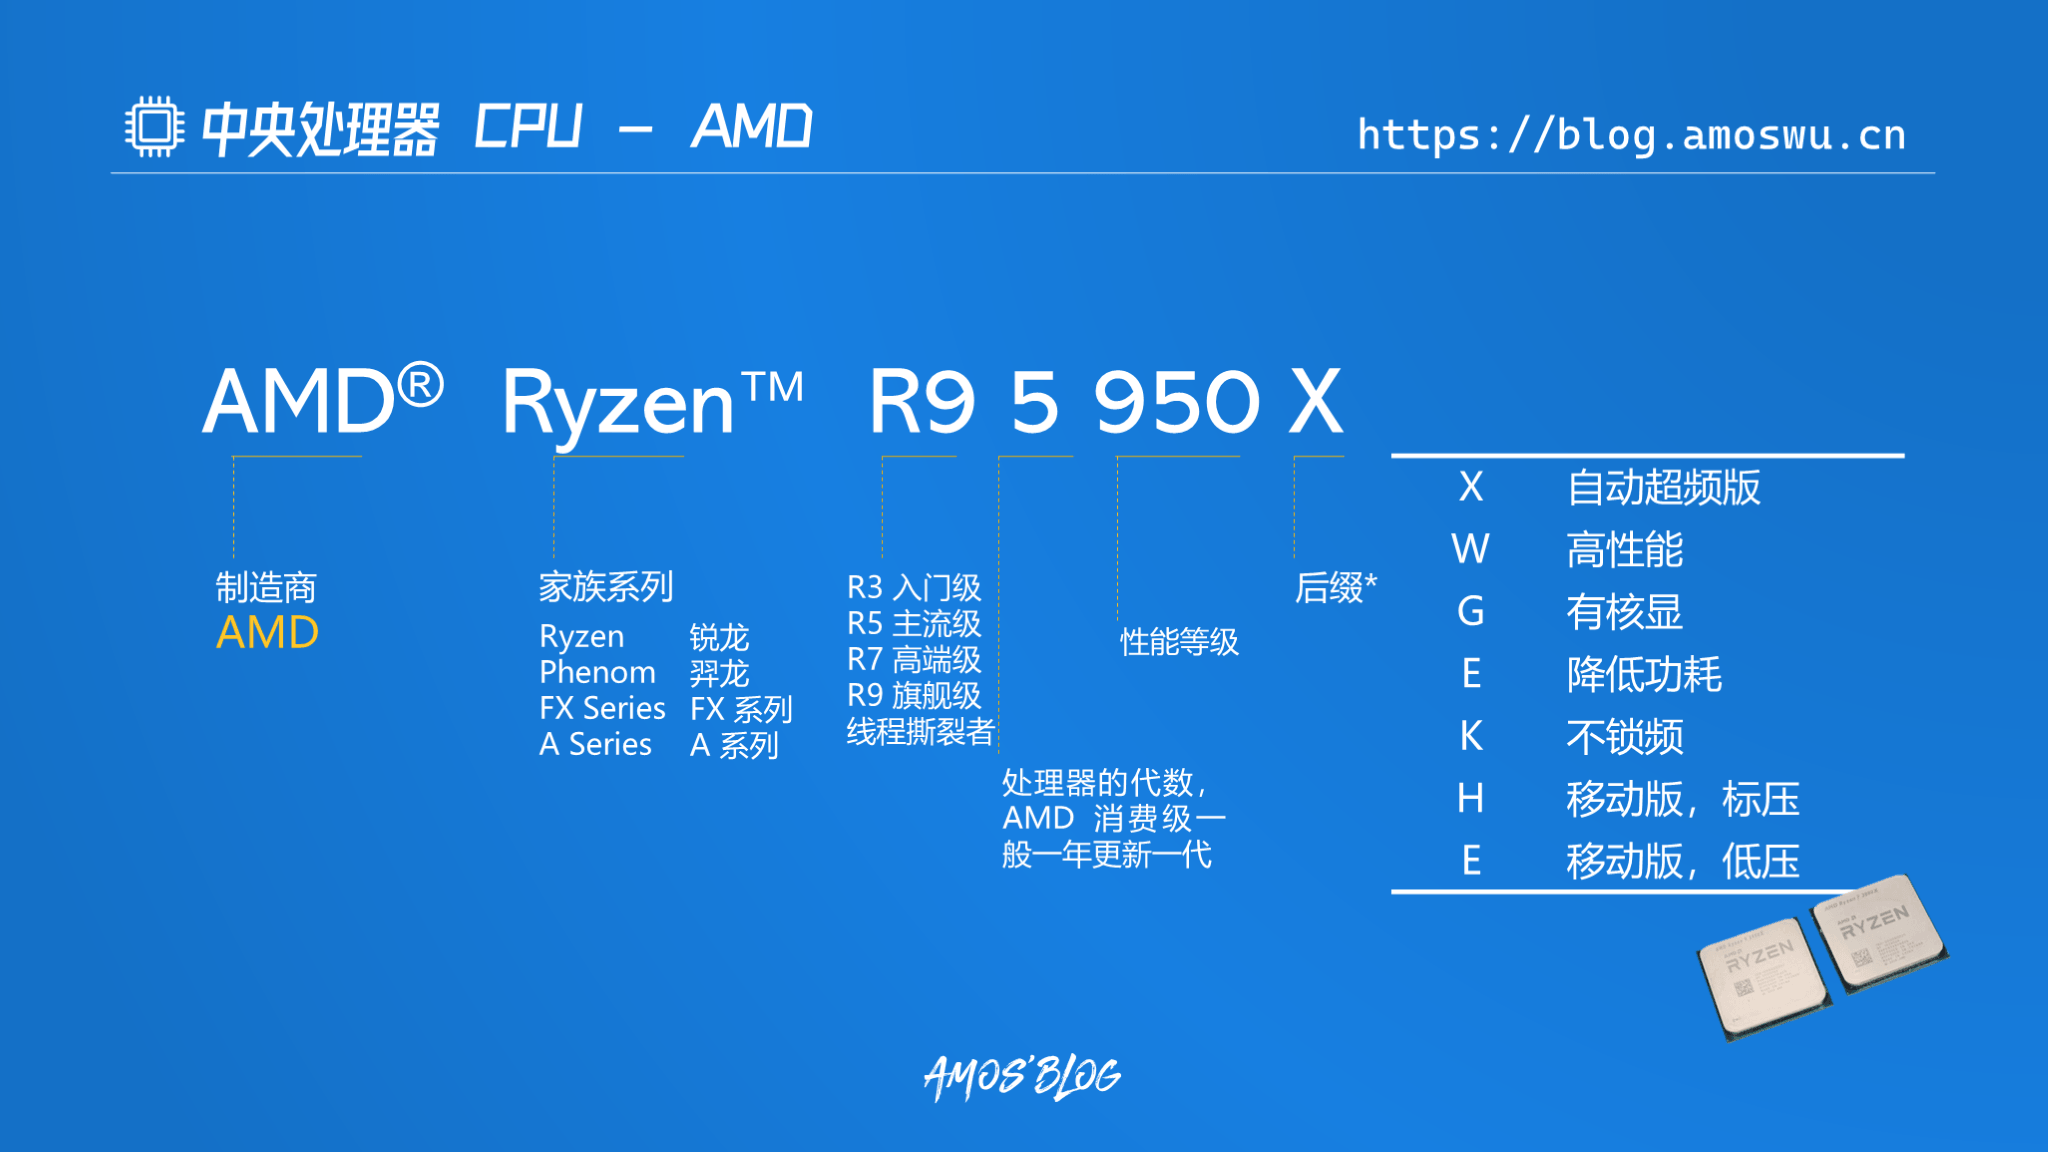 中央处理器 CPU - AMD
https://blog.amoswu.cn
AMD® Ryzen™ R9 5 950 X
制造商
AMD
家族系列
Ryzen 锐龙
Phenom 羿龙
FX Series FX 系列
A Series A 系列
R3 入门级
R5 主流级
R7 高端级
R9 旗舰级
线程撕裂者
处理器的代数,
AMD 消费级一
般一年更新一代
性能等级
后缀*
X 自动超频版
W 高性能
G 有核显
E 降低功耗
K 不锁频
H 移动版，标压
E 移动版，低压
RYZEN
RYZEN
AMOS'BLOG